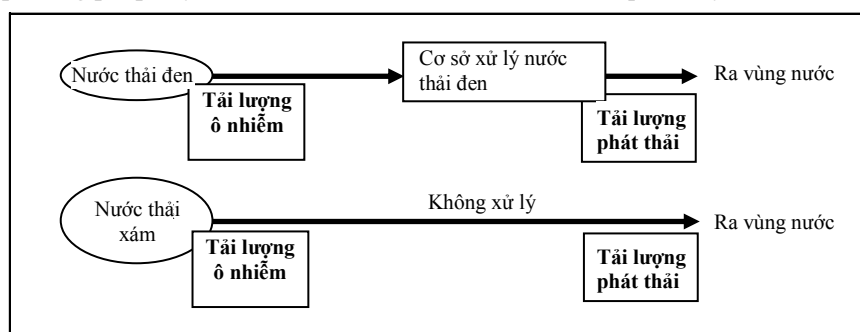 Nước thải đen
Cơ sở xử lý nước
thải đen
Ra vùng nước
Tải lượng
ô nhiễm
Tải lượng
phát thải
Nước thải
xám
Không xử lý
Ra vùng nước
Tải lượng
ô nhiễm
Tải lượng
phát thải